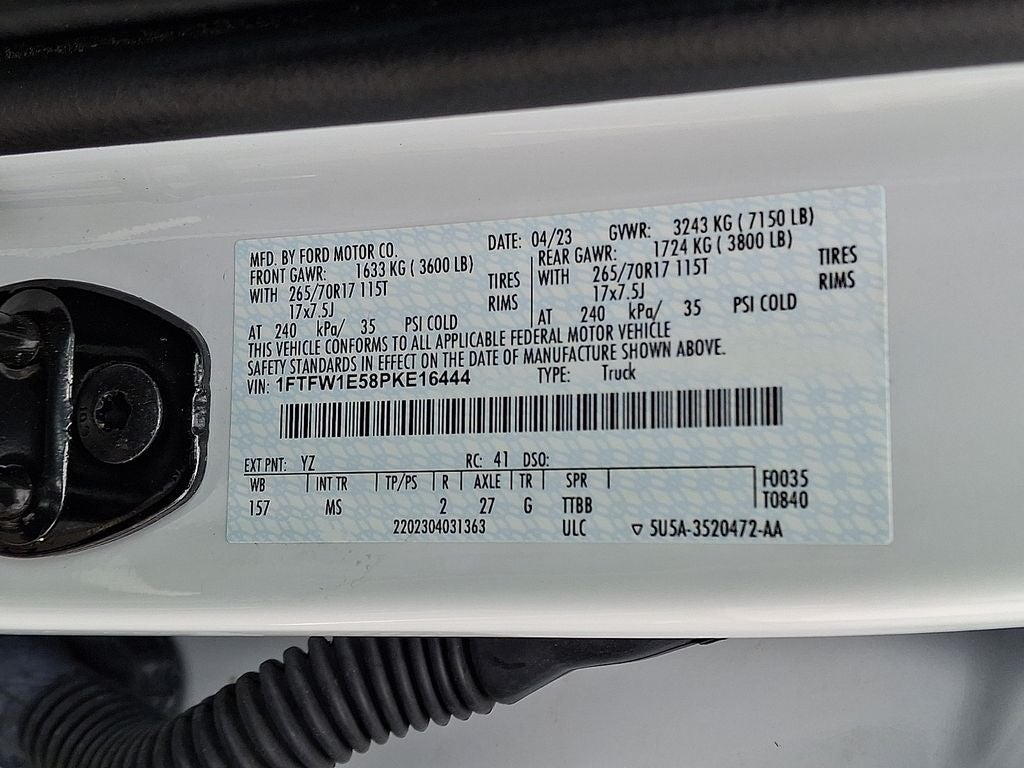 MFD. BY FORD MOTOR CO. DATE: 04/23 GVWR: 3243 KG ( 7150 LB)
FRONT GAWR: 1633 KG ( 3600 LB) REAR GAWR: 1724 KG ( 3800 LB)
WITH 265/70R17 115T TIRES WITH 265/70R17 115T TIRES
17x7.5J RIMS 17x7.5J RIMS
AT 240 kPa/ 35 PSI COLD AT 240 kPa/ 35 PSI COLD
THIS VEHICLE CONFORMS TO ALL APPLICABLE FEDERAL MOTOR VEHICLE
SAFETY STANDARDS IN EFFECT ON THE DATE OF MANUFACTURE SHOWN ABOVE.
VIN: 1FTFW1E58PKE16444 TYPE: Truck
EXT PNT: YZ RC: 41 DSO:
WB INT TR TP/PS R AXLE TR SPR F0035
157 MS 2 27 G TTBB T0840
2202304031363 ULC ▽ 5U5A-3520472-AA